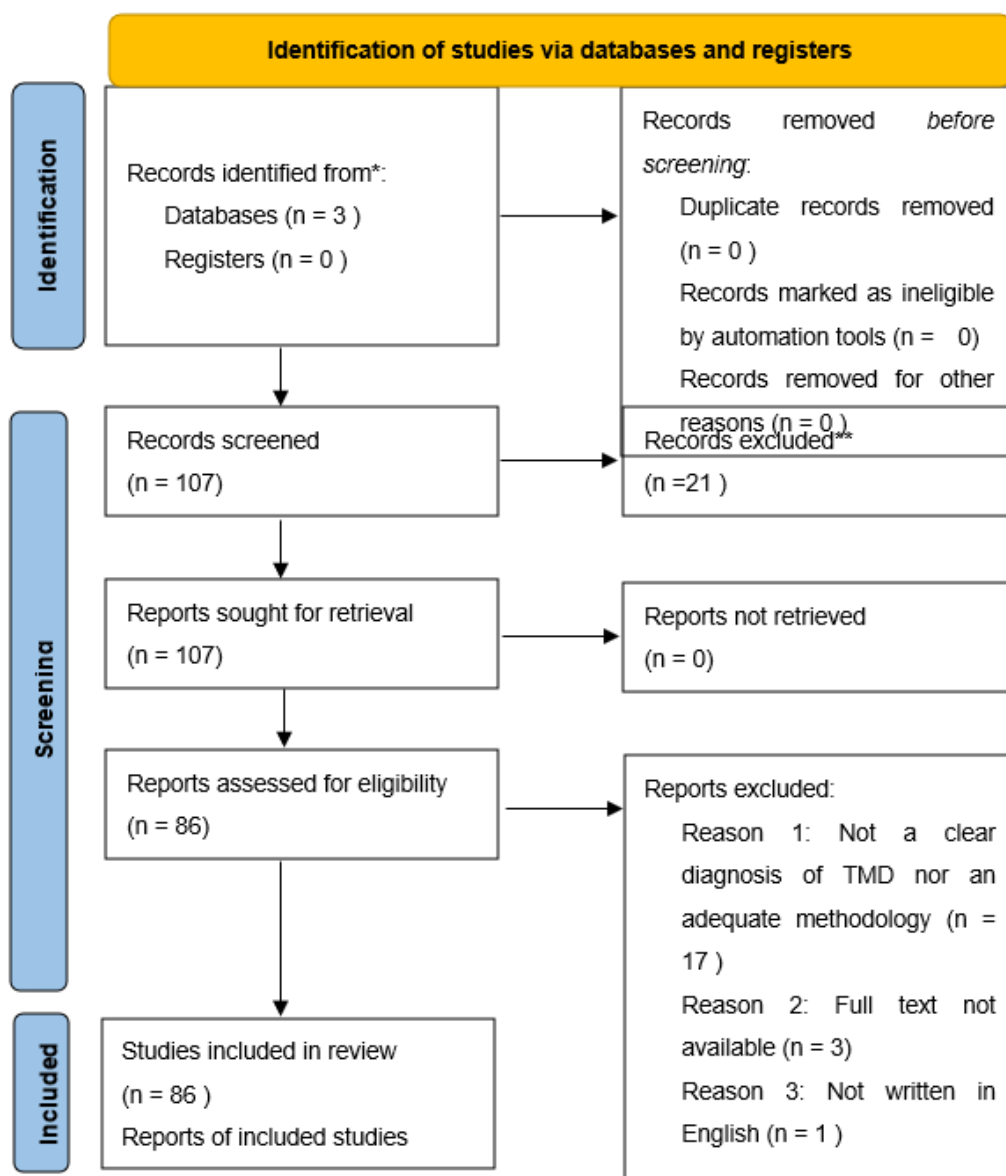 Identification of studies via databases and registers
Identification
Records identified from*:
Databases (n = 3 )
Registers (n = 0 )
Records removed before
screening:
Duplicate records removed
(n = 0 )
Records marked as ineligible
by automation tools (n = 0)
Records removed for other
reasons (n = 0 )
Screening
Records screened
(n = 107)
Records excluded**
(n =21 )
Reports sought for retrieval
(n = 107)
Reports not retrieved
(n = 0)
Reports assessed for eligibility
(n = 86)
Reports excluded:
Reason 1: Not a clear
diagnosis of TMD nor an
adequate methodology (n =
17 )
Reason 2: Full text not
available (n = 3)
Reason 3: Not written in
English (n = 1 )
Included
Studies included in review
(n = 86 )
Reports of included studies